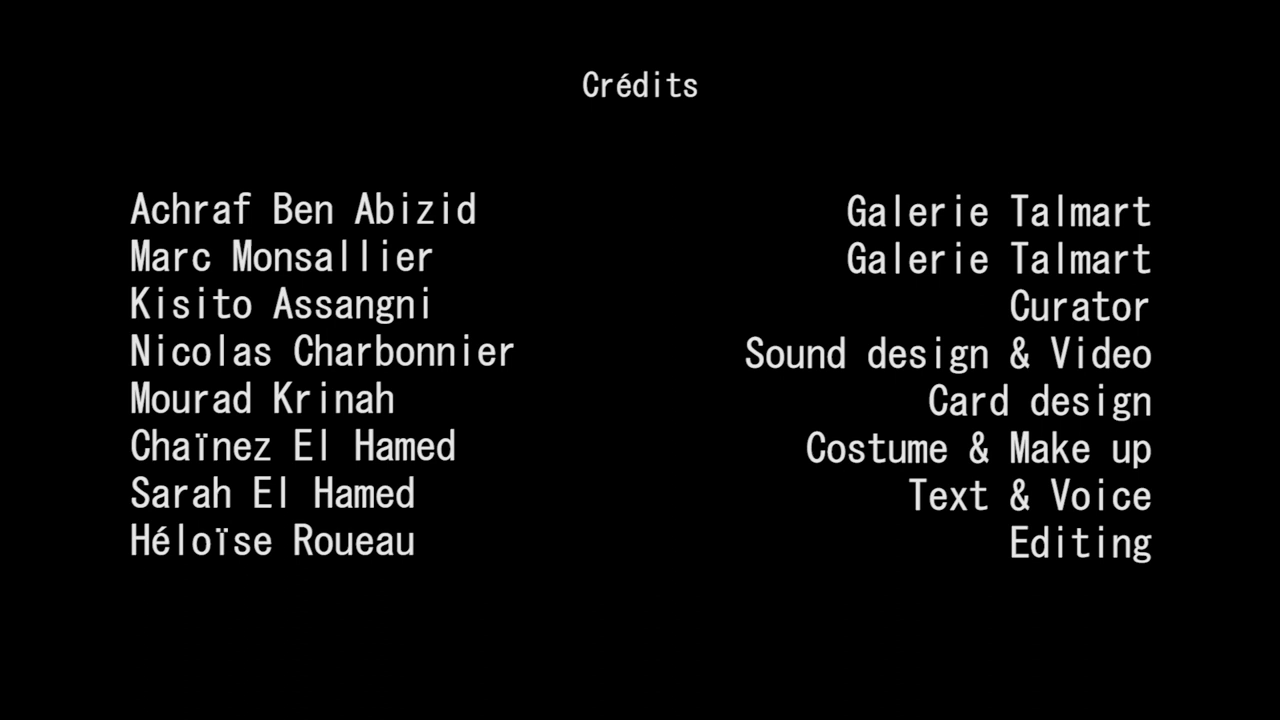 Crédits
Achraf Ben Abizid Galerie Talmart
Marc Monsallier Galerie Talmart
Kisito Assangni Curator
Nicolas Charbonnier Sound design & Video
Mourad Krinah Card design
Chaïnez El Hamed Costume & Make up
Sarah El Hamed Text & Voice
Héloïse Roueau Editing